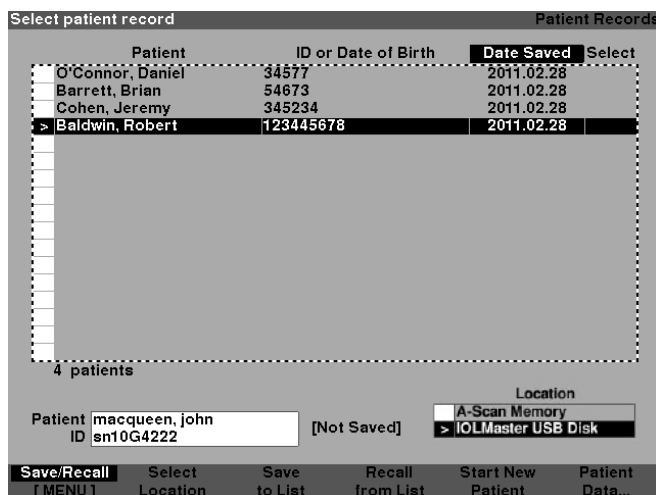 Select patient record Patient Records
Patient ID or Date of Birth Date Saved Select
O'Connor, Daniel 34577 2011.02.28
Barrett, Brian 54673 2011.02.28
Cohen, Jeremy 345234 2011.02.28
> Baldwin, Robert 123445678 2011.02.28
4 patients
Location
A-Scan Memory
> IOLMaster USB Disk
Patient macqueen, john [Not Saved]
ID sn10G4222
Save/Recall Select Save Recall Start New Patient
[MENU] Location to List from List Patient Data...